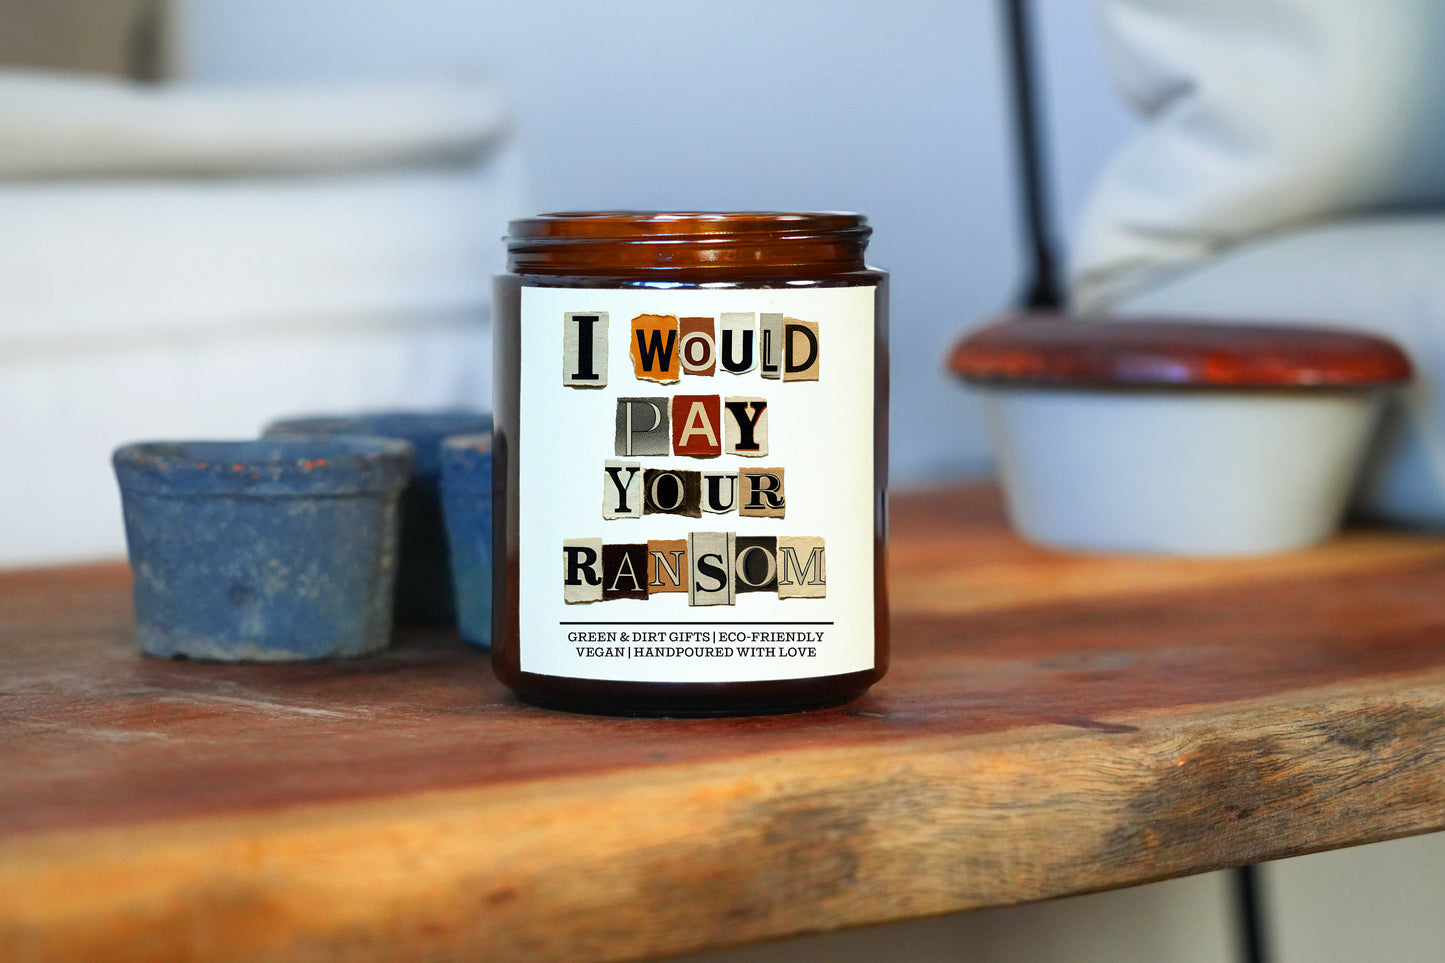 I WOULD
PAY
YOUR
RANSOM
GREEN & DIRT GIFTS | ECO-FRIENDLY
VEGAN | HANDPOURED WITH LOVE